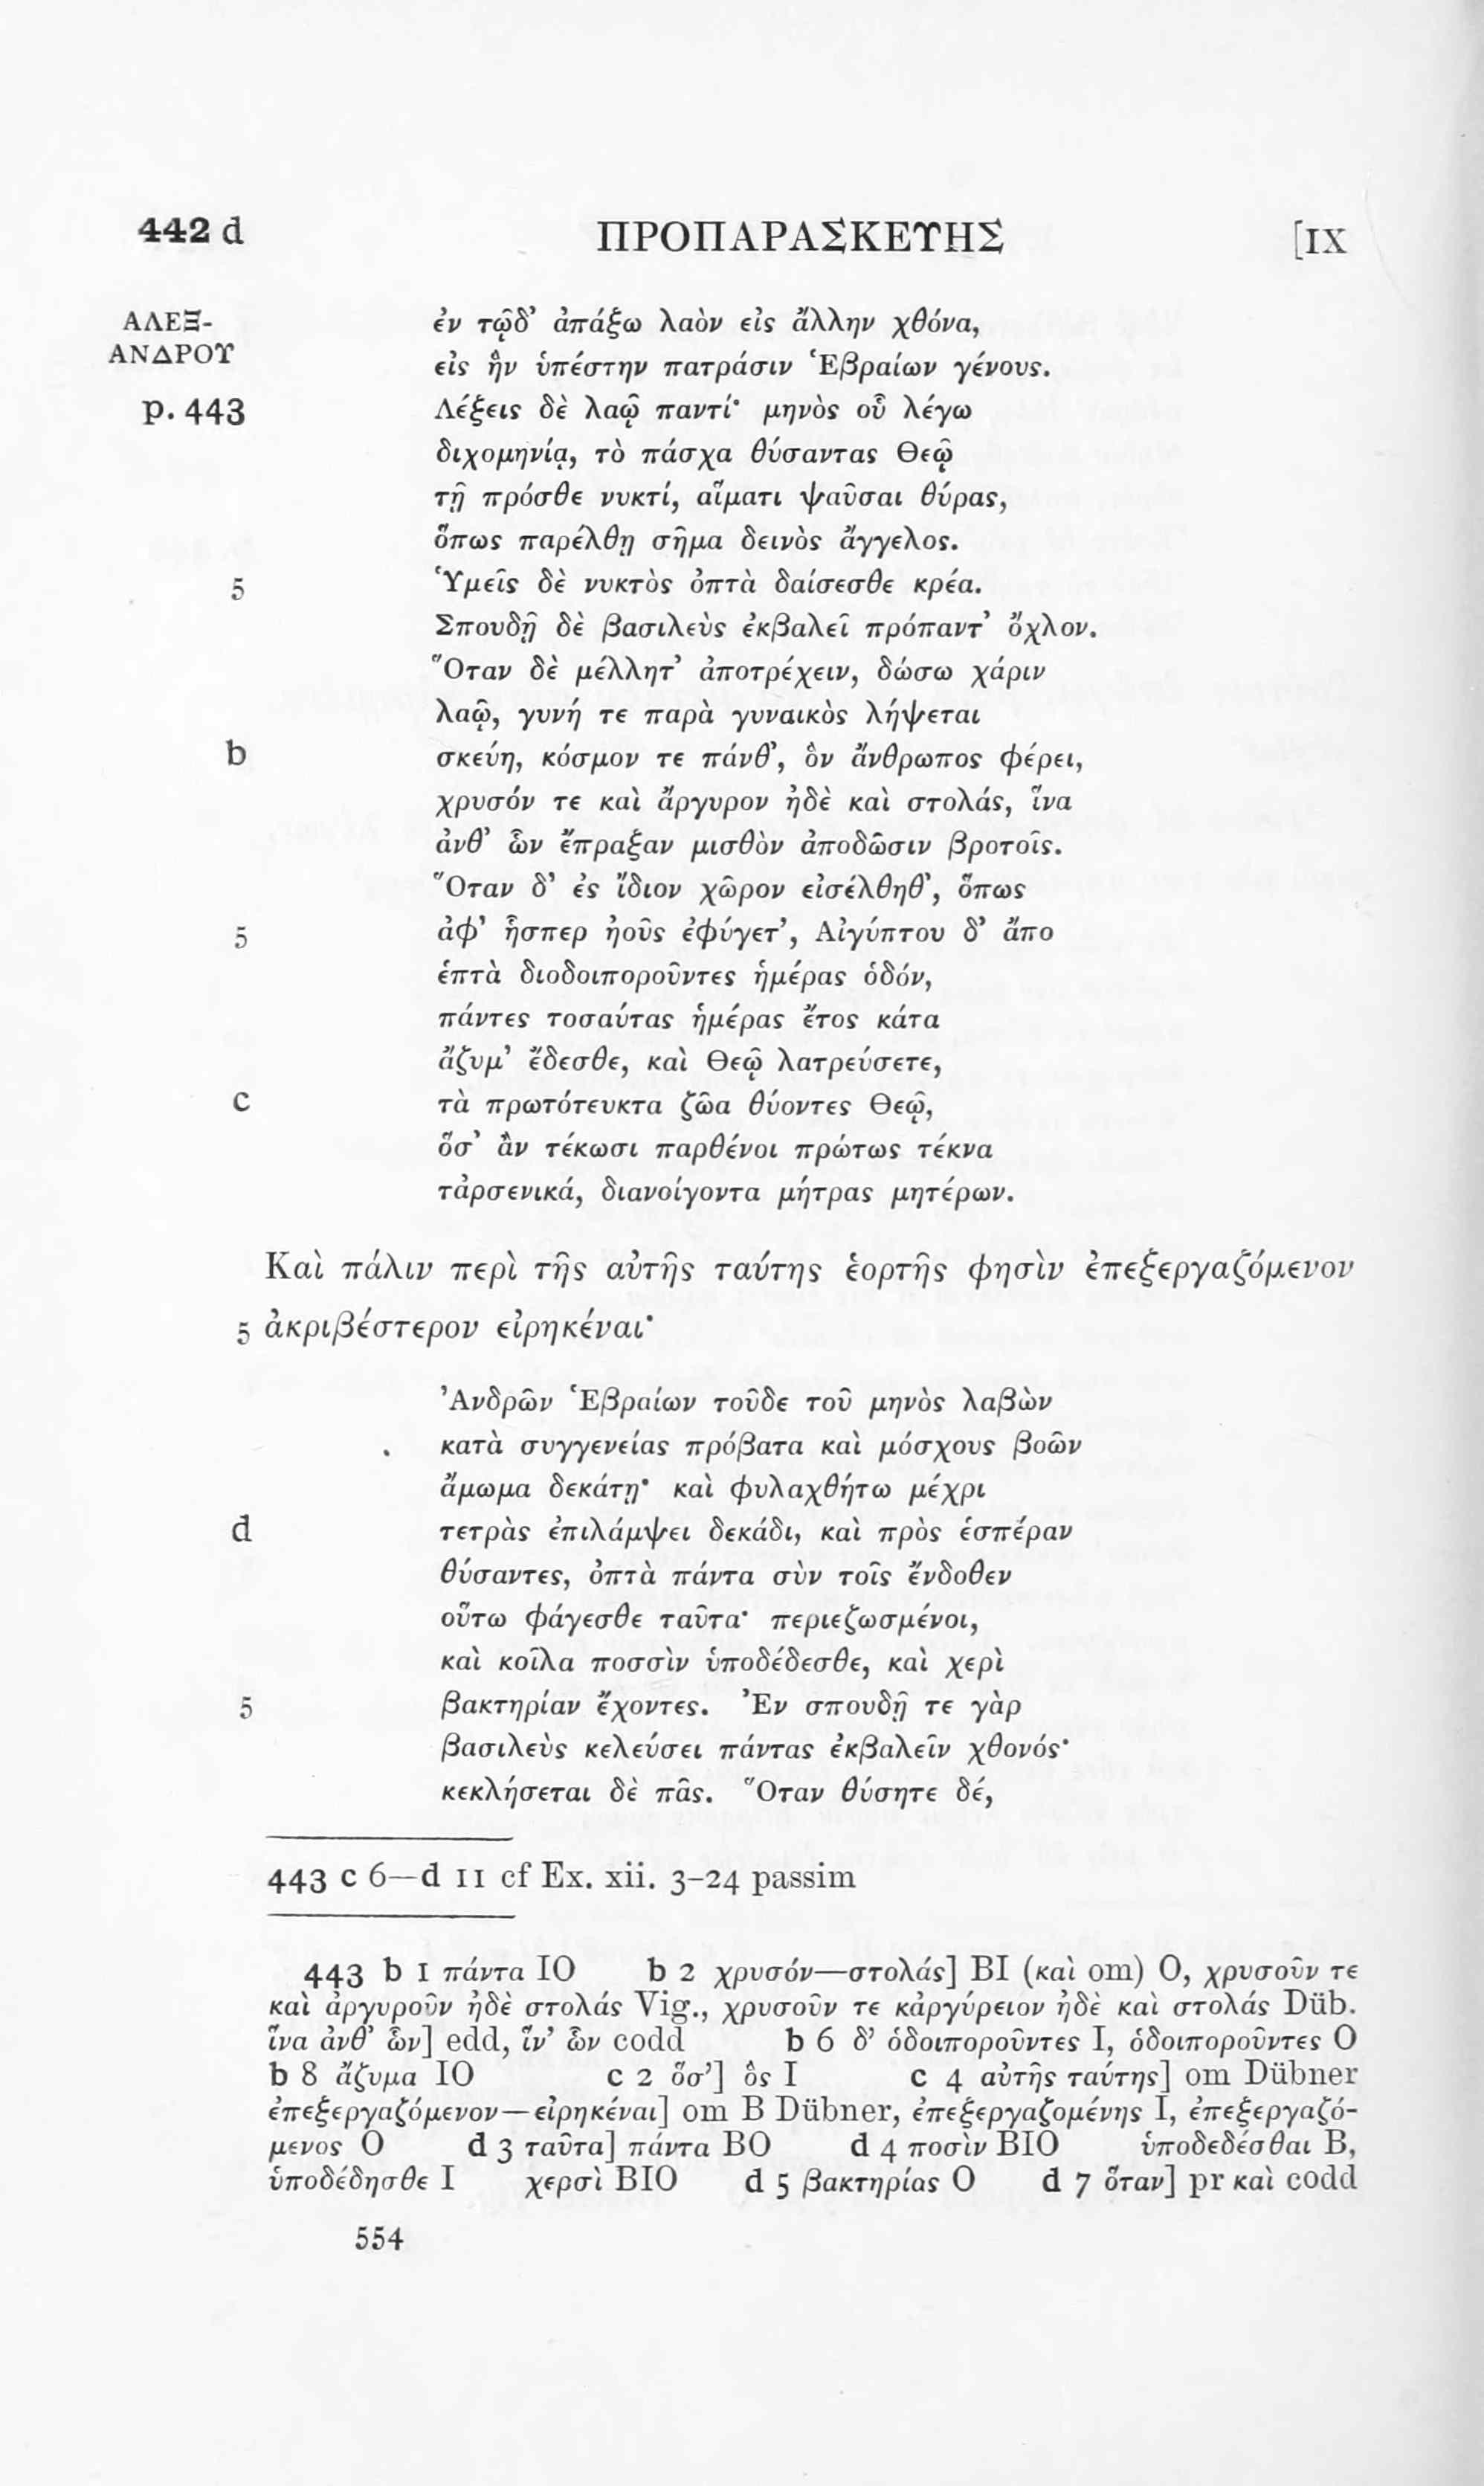 442 d ΠΡΟΠΑΡΑΣΚΕΥΗΣ [IX
ΑΛΕΞ- ἐν τῷδ’ ἀπάξω λαὸν εἰς ἄλλην χθόνα,
ΑΝΔΡΟΥ εἰς ἣν ὑπέστην πατράσιν Ἑβραίων γένους.
p. 443 Λέξεις δὲ λαῷ παντί· μηνὸς οὗ λέγω
διχομηνίᾳ, τὸ πάσχα θύσαντας Θεῷ
τῇ πρόσθε νυκτί, αἵματι ψαῦσαι θύρας,
ὅπως παρέλθῃ σῆμα δεινὸς ἄγγελος.
5 Ὑμεῖς δὲ νυκτὸς ὀπτὰ δαίσεσθε κρέα.
Σπουδῇ δὲ βασιλεὺς ἐκβαλεῖ πρόπαντ’ ὄχλον.
Ὅταν δὲ μέλλητ’ ἀποτρέχειν, δώσω χάριν
λαῷ, γυνή τε παρὰ γυναικὸς λήψεται
b σκεύη, κόσμον τε πάνθ’, ὃν ἄνθρωπος φέρει,
χρυσόν τε καὶ ἄργυρον ἠδὲ καὶ στολάς, ἵνα
ἀνθ’ ὧν ἔπραξαν μισθὸν ἀποδῶσιν βροτοῖς.
Ὅταν δ’ ἐς ἴδιον χῶρον εἰσέλθηθ’, ὅπως
5 ἀφ’ ἧσπερ ἠοῦς ἐφύγετ’, Αἰγύπτου δ’ ἄπο
ἑπτὰ διοδοιποροῦντες ἡμέρας ὁδόν,
πάντες τοσαύτας ἡμέρας ἔτος κάτα
ἄζυμ’ ἔδεσθε, καὶ Θεῷ λατρεύσετε,
c τὰ πρωτότευκτα ζῶα θύοντες Θεῷ,
ὅσ’ ἂν τέκωσι παρθένοι πρώτως τέκνα
τἀρσενικά, διανοίγοντα μήτρας μητέρων.
Καὶ πάλιν περὶ τῆς αὐτῆς ταύτης ἑορτῆς φησὶν ἐπεξεργαζόμενον
5 ἀκριβέστερον εἰρηκέναι·
Ἀνδρῶν Ἑβραίων τοῦδε τοῦ μηνὸς λαβὼν
κατὰ συγγενείας πρόβατα καὶ μόσχους βοῶν
ἄμωμα δεκάτῃ· καὶ φυλαχθήτω μέχρι
d τετρὰς ἐπιλάμψει δεκάδι, καὶ πρὸς ἑσπέραν
θύσαντες, ὀπτὰ πάντα σὺν τοῖς ἔνδοθεν
οὕτω φάγεσθε ταῦτα· περιεζωσμένοι,
καὶ κοῖλα ποσσὶν ὑποδέδεσθε, καὶ χερὶ
5 βακτηρίαν ἔχοντες. Ἐν σπουδῇ τε γὰρ
βασιλεὺς κελεύσει πάντας ἐκβαλεῖν χθονός·
κεκλήσεται δὲ πᾶς. Ὅταν θύσητε δέ,
443 c 6—d 11 cf Ex. xii. 3-24 passim
443 b 1 πάντα IO b 2 χρυσόν—στολάς] BI (καὶ om) O, χρυσοῦν τε
καὶ ἀργυροῦν ἠδὲ στολάς Vig., χρυσοῦν τε κἀργύρειον ἠδὲ καὶ στολάς Düb.
ἵνα ἀνθ’ ὧν] edd, ἵν’ ὧν codd b 6 δ’ ὁδοιποροῦντες I, ὁδοιποροῦντες O
b 8 ἄζυμα IO c 2 ὅσ’] ὃς I c 4 αὐτῆς ταύτης] om Dübner
ἐπεξεργαζόμενον—εἰρηκέναι] om B Dübner, ἐπεξεργαζομένης I, ἐπεξεργαζό-
μενος O d 3 ταῦτα] πάντα BO d 4 ποσὶν BIO ὑποδεδέσθαι B,
ὑποδέδησθε I χερσὶ BIO d 5 βακτηρίας O d 7 ὅταν] pr καὶ codd
554